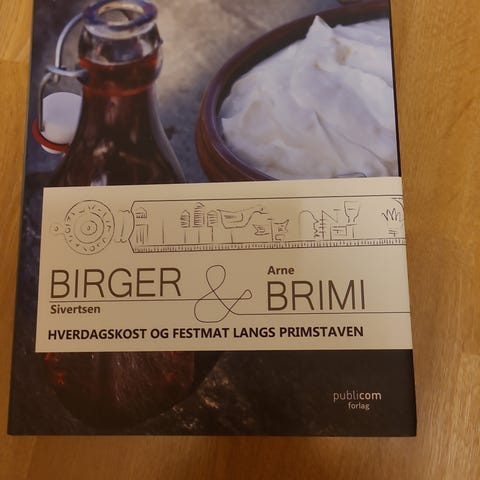 BIRGER & Arne BRIMI
Sivertsen
HVERDAGSKOST OG FESTMAT LANGS PRIMSTAVEN
publicom
forlag